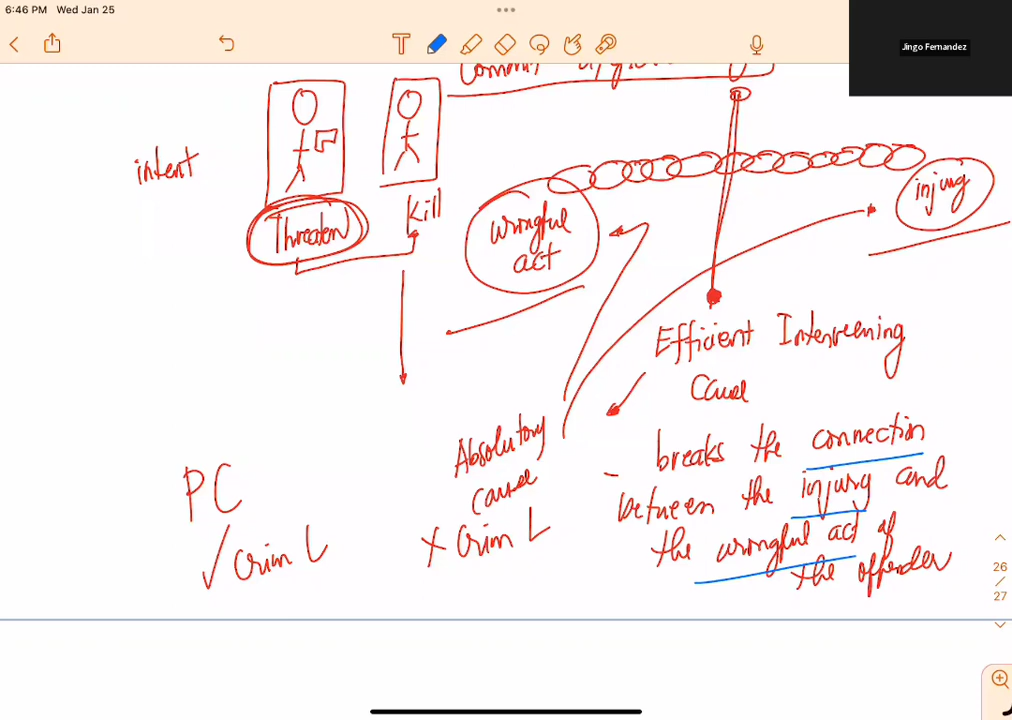 6:46 PM Wed Jan 25
Jingo Fernandez
intent
Threaten
Kill
wrongful
act
injury
Efficient Intervening
Cause
- breaks the connection
between the injury and
the wrongful act of
the offender
Absolutory
cause
X Crim L
PC
✓ Crim L
26
/
27